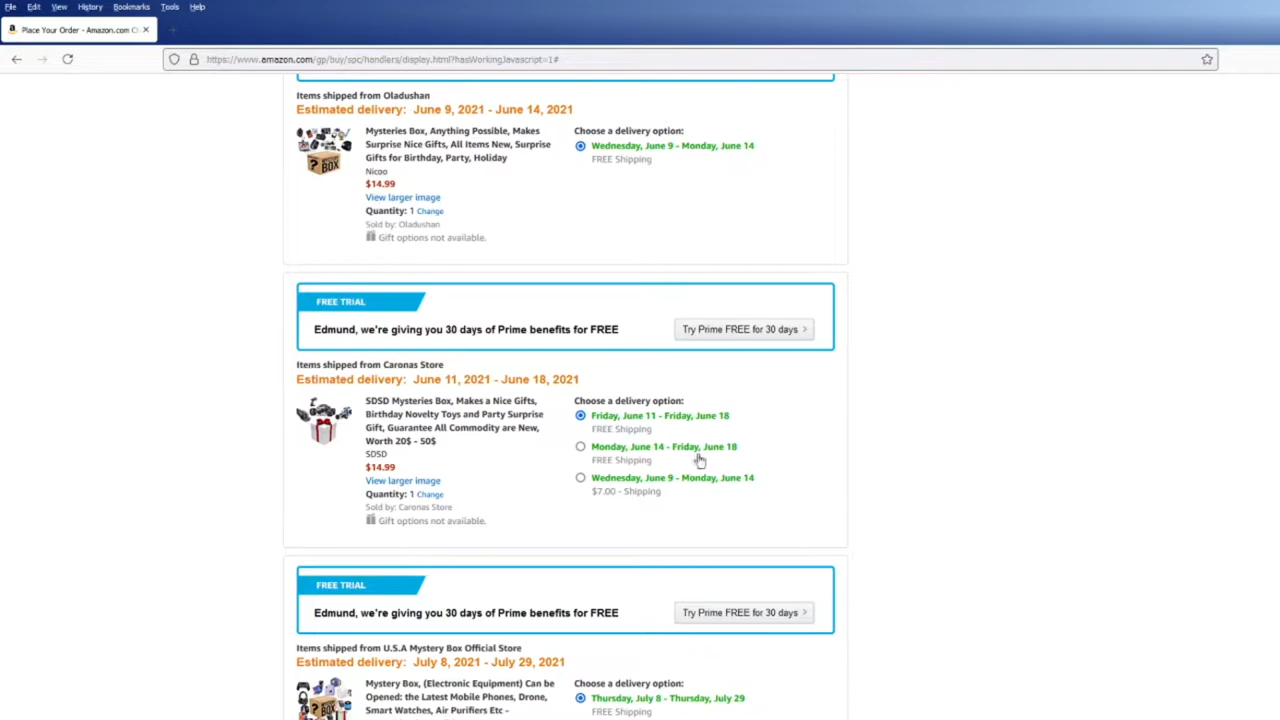 File Edit View History Bookmarks Tools Help
Place Your Order - Amazon.com C
https://www.amazon.com/gp/buy/spc/handlers/display.html?hasWorkingJavascript=1#
Items shipped from Oladushan
Estimated delivery: June 9, 2021 - June 14, 2021
Mysteries Box, Anything Possible, Makes
Surprise Nice Gifts, All Items New, Surprise
Gifts for Birthday, Party, Holiday
Nicoo
$14.99
View larger image
Quantity: 1 Change
Sold by: Oladushan
Gift options not available.
Choose a delivery option:
Wednesday, June 9 - Monday, June 14
FREE Shipping
FREE TRIAL
Edmund, we're giving you 30 days of Prime benefits for FREE
Try Prime FREE for 30 days
Items shipped from Caronas Store
Estimated delivery: June 11, 2021 - June 18, 2021
SDSD Mysteries Box, Makes a Nice Gifts,
Birthday Novelty Toys and Party Surprise
Gift, Guarantee All Commodity are New,
Worth 20$ - 50$
SDSD
$14.99
View larger image
Quantity: 1 Change
Sold by: Caronas Store
Gift options not available.
Choose a delivery option:
Friday, June 11 - Friday, June 18
FREE Shipping
Monday, June 14 - Friday, June 18
FREE Shipping
Wednesday, June 9 - Monday, June 14
$7.00 - Shipping
FREE TRIAL
Edmund, we're giving you 30 days of Prime benefits for FREE
Try Prime FREE for 30 days
Items shipped from U.S.A Mystery Box Official Store
Estimated delivery: July 8, 2021 - July 29, 2021
Mystery Box, (Electronic Equipment) Can be
Opened: the Latest Mobile Phones, Drone,
Smart Watches, Air Purifiers Etc -
Choose a delivery option:
Thursday, July 8 - Thursday, July 29
FREE Shipping